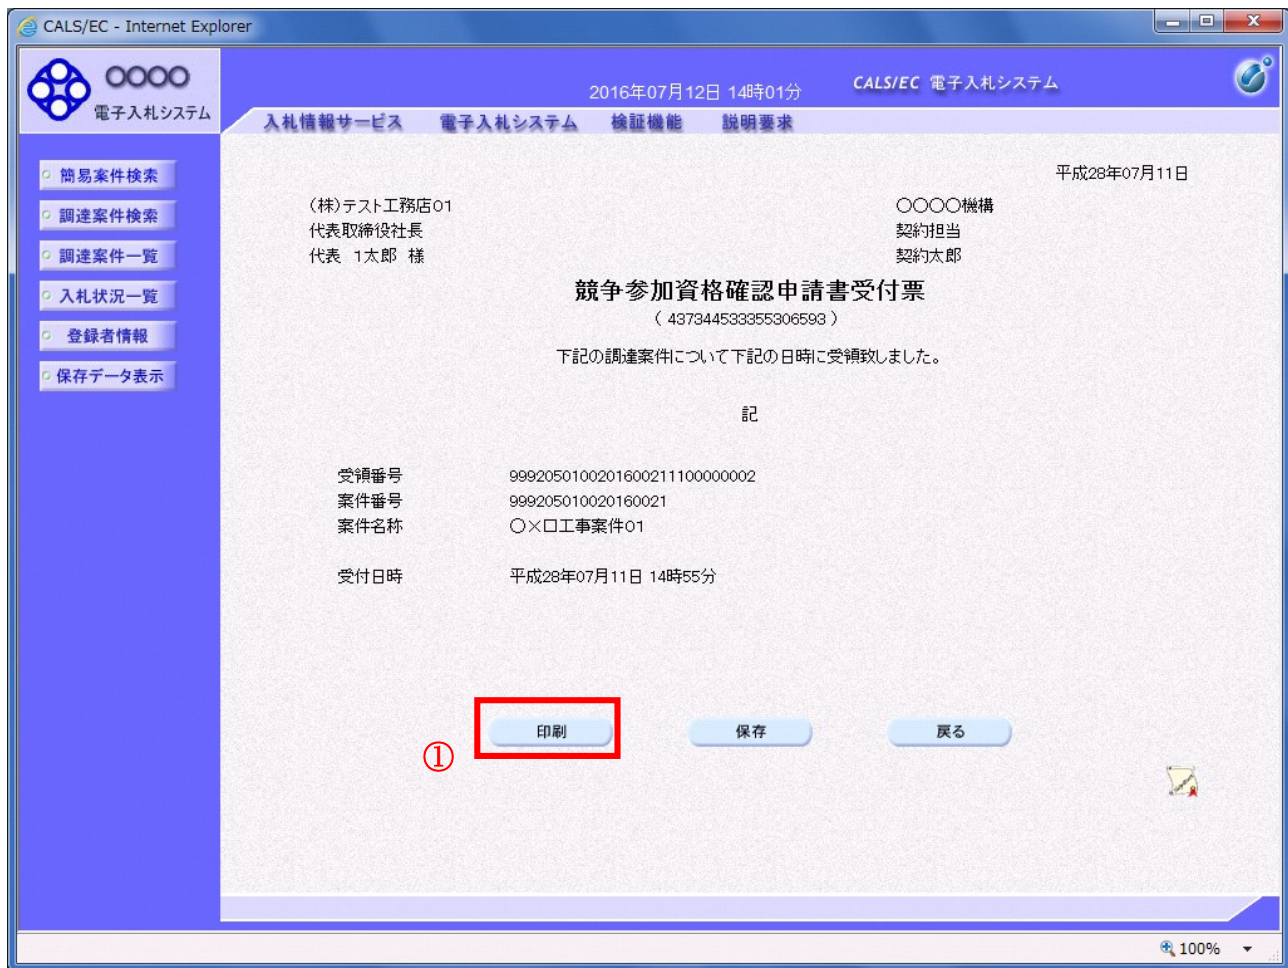 CALS/EC - Internet Explorer
○○○○
電子入札システム
2016年07月12日 14時01分
CALS/EC 電子入札システム
入札情報サービス 電子入札システム 検証機能 説明要求
簡易案件検索
調達案件検索
調達案件一覧
入札状況一覧
登録者情報
保存データ表示
平成28年07月11日
(株)テスト工務店01
代表取締役社長
代表 1太郎 様
○○○○機構
契約担当
契約太郎
競争参加資格確認申請書受付票
( 437344533355306593 )
下記の調達案件について下記の日時に受領致しました。
記
受領番号 9992050100201600211100000002
案件番号 999205010020160021
案件名称 ○×口工事案件01
受付日時 平成28年07月11日 14時55分
① 印刷 保存 戻る
100%